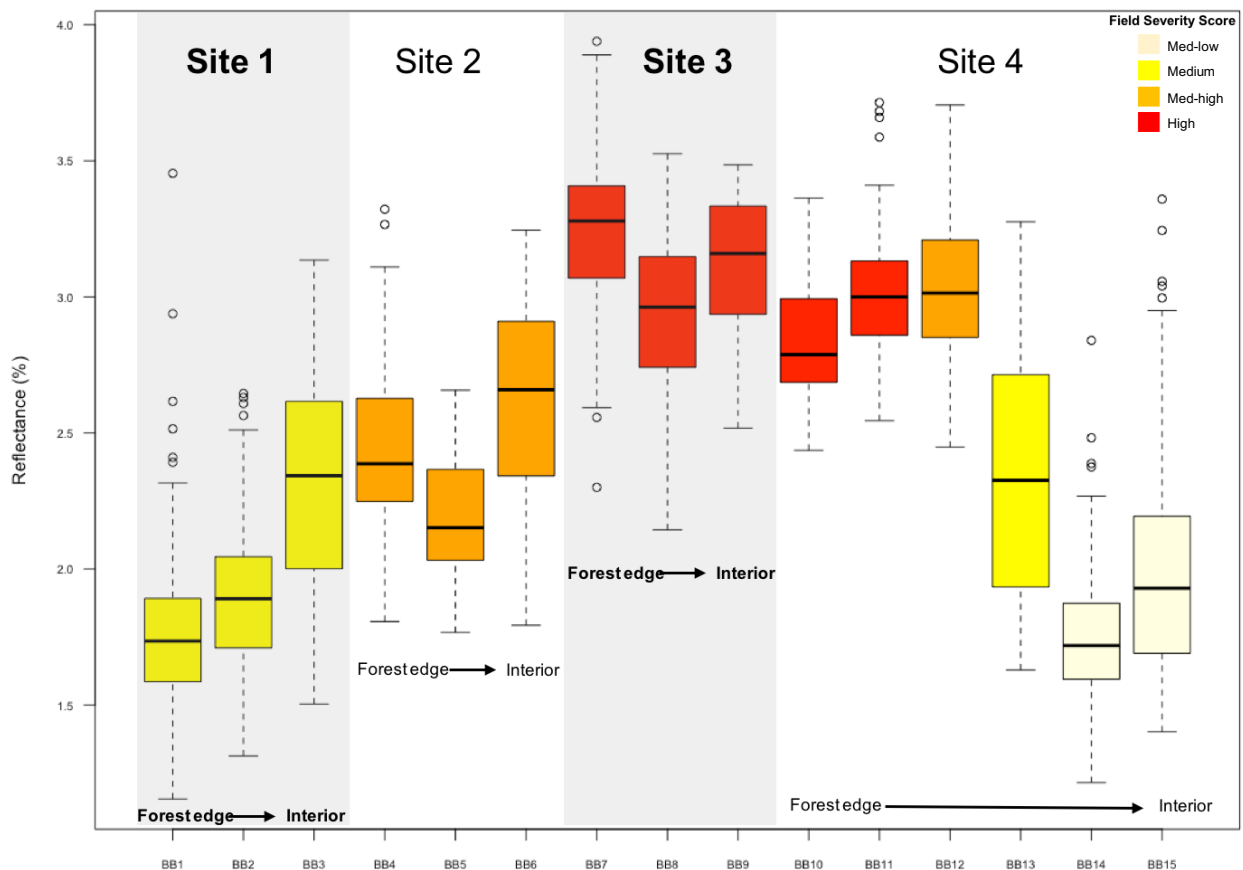 Field Severity Score
Med-low
Medium
Med-high
High
Site 1
Site 2
Site 3
Site 4
4.0
3.5
3.0
2.5
2.0
1.5
Reflectance (%)
Forest edge Interior
Forest edge Interior
Forest edge Interior
Forest edge Interior
BB1 BB2 BB3 BB4 BB5 BB6 BB7 BB8 BB9 BB10 BB11 BB12 BB13 BB14 BB15